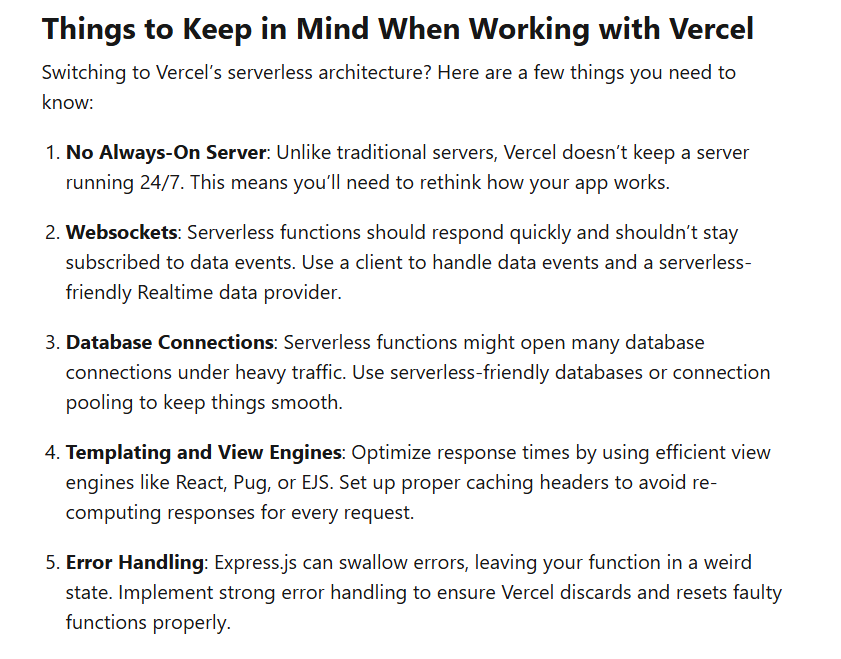 Things to Keep in Mind When Working with Vercel
Switching to Vercel’s serverless architecture? Here are a few things you need to
know:
1. No Always-On Server: Unlike traditional servers, Vercel doesn’t keep a server
running 24/7. This means you’ll need to rethink how your app works.
2. Websockets: Serverless functions should respond quickly and shouldn’t stay
subscribed to data events. Use a client to handle data events and a serverless-
friendly Realtime data provider.
3. Database Connections: Serverless functions might open many database
connections under heavy traffic. Use serverless-friendly databases or connection
pooling to keep things smooth.
4. Templating and View Engines: Optimize response times by using efficient view
engines like React, Pug, or EJS. Set up proper caching headers to avoid re-
computing responses for every request.
5. Error Handling: Express.js can swallow errors, leaving your function in a weird
state. Implement strong error handling to ensure Vercel discards and resets faulty
functions properly.